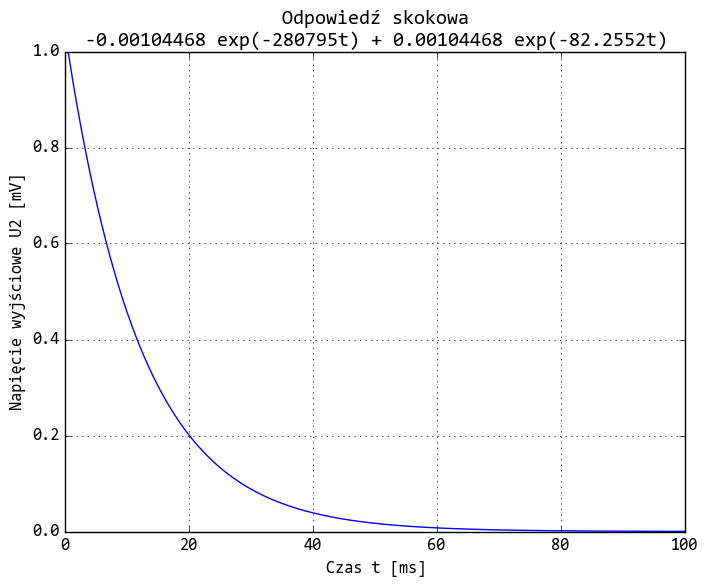 Odpowiedź skokowa
-0.00104468 exp(-280795t) + 0.00104468 exp(-82.2552t)
1.0
0.8
0.6
0.4
0.2
0.0
Napięcie wyjściowe U2 [mV]
0 20 40 60 80 100
Czas t [ms]